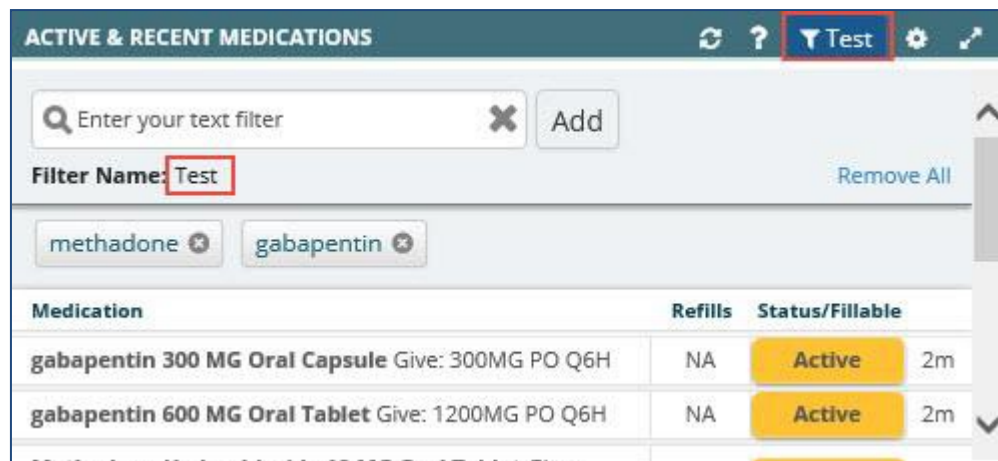 ACTIVE & RECENT MEDICATIONS ? Test
Enter your text filter Add
Filter Name: Test Remove All
methadone gabapentin
Medication Refills Status/Fillable
gabapentin 300 MG Oral Capsule Give: 300MG PO Q6H NA Active 2m
gabapentin 600 MG Oral Tablet Give: 1200MG PO Q6H NA Active 2m